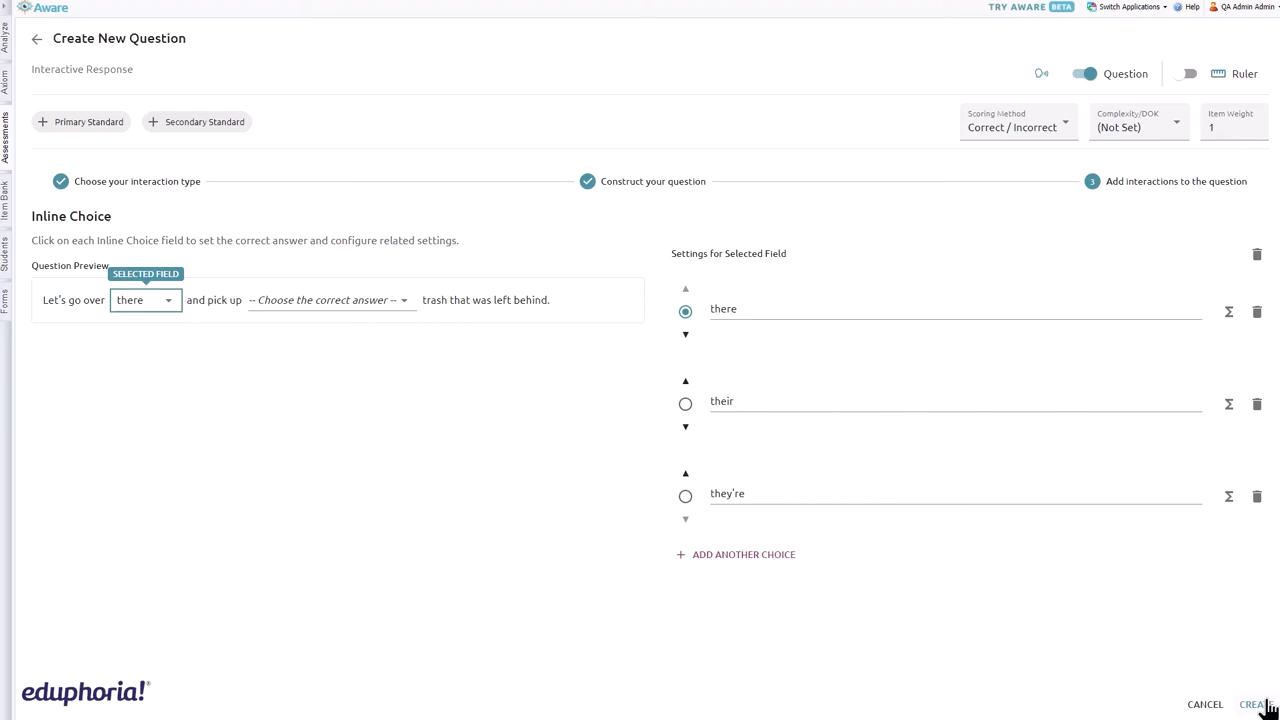 Aware
TRY AWARE BETA Switch Applications Help QA Admin Admin
Analyze
Axiom
Assessments
Item Bank
Students
Forms
Create New Question
Interactive Response
Question Ruler
Primary Standard Secondary Standard
Scoring Method Complexity/DOK Item Weight
Correct / Incorrect (Not Set) 1
Choose your interaction type Construct your question 3 Add interactions to the question
Inline Choice
Click on each Inline Choice field to set the correct answer and configure related settings.
Settings for Selected Field
Question Preview
SELECTED FIELD
Let's go over there and pick up -- Choose the correct answer -- trash that was left behind.
there
their
they're
+ ADD ANOTHER CHOICE
eduphoria!
CANCEL CREATE